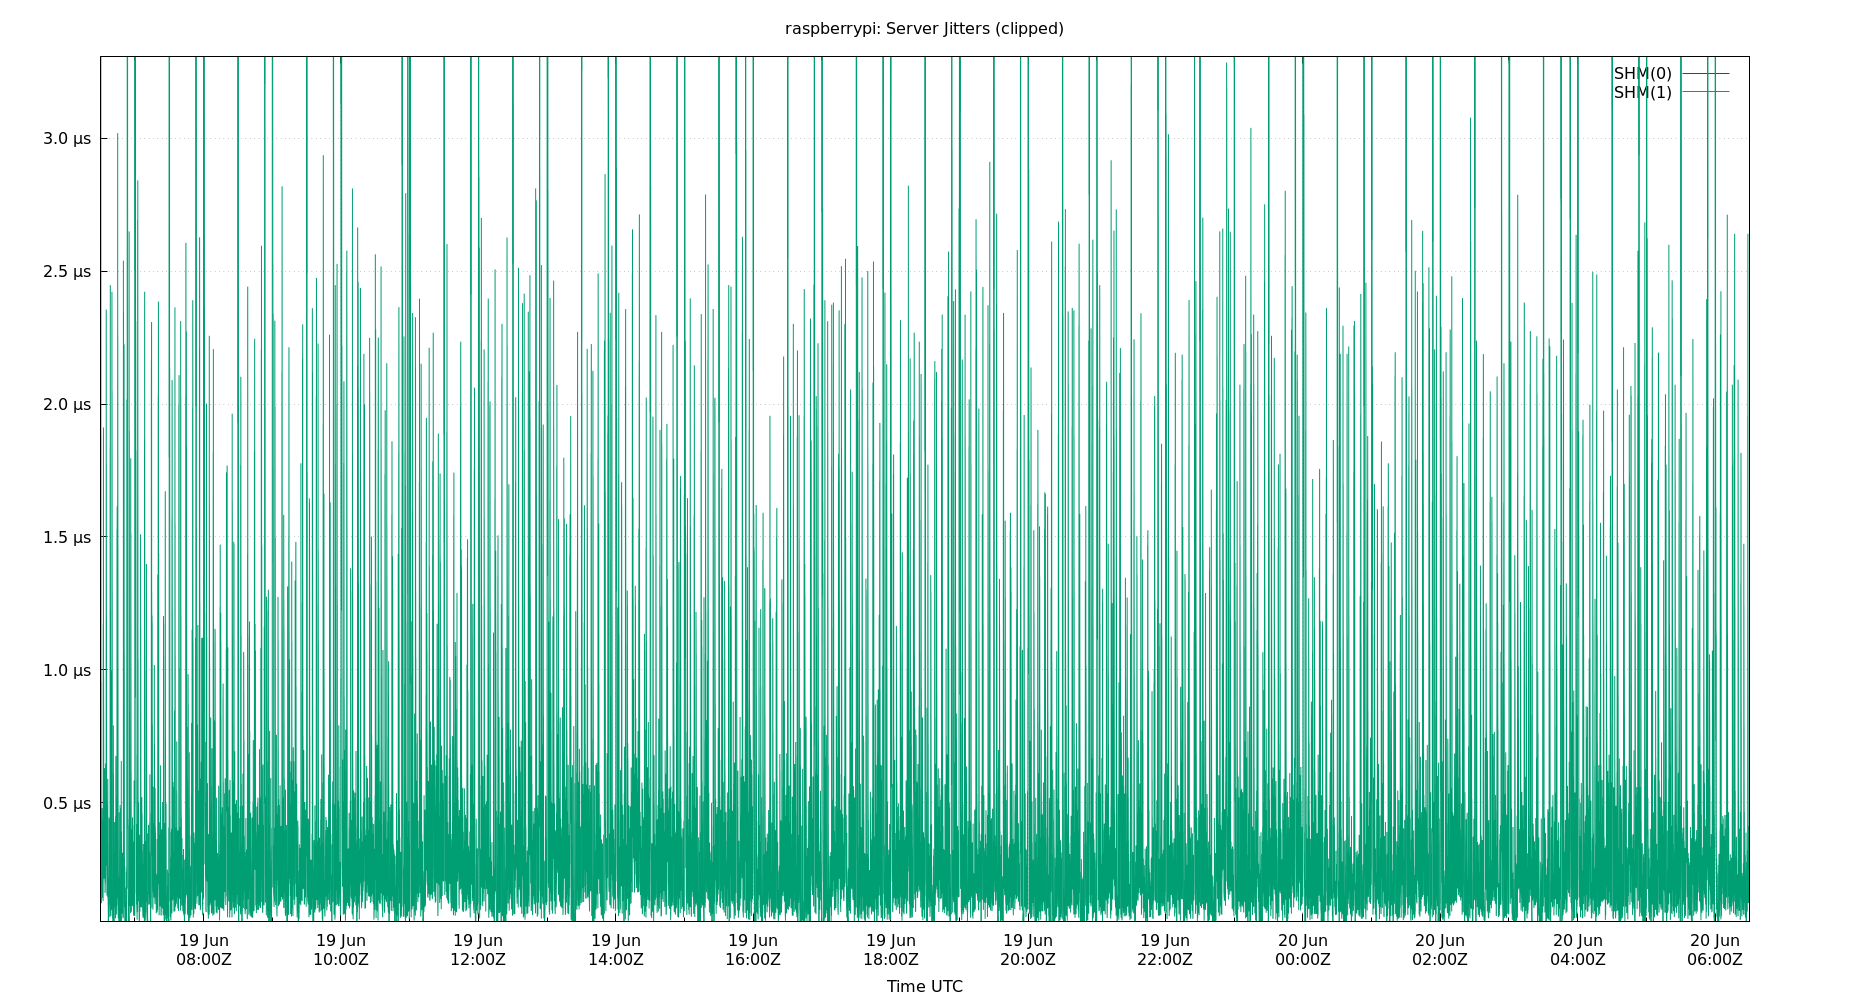 raspberrypi: Server Jitters (clipped)
SHM(0)
SHM(1)
3.0 µs
2.5 µs
2.0 µs
1.5 µs
1.0 µs
0.5 µs
19 Jun 19 Jun 19 Jun 19 Jun 19 Jun 19 Jun 19 Jun 19 Jun 20 Jun 20 Jun 20 Jun 20 Jun
08:00Z 10:00Z 12:00Z 14:00Z 16:00Z 18:00Z 20:00Z 22:00Z 00:00Z 02:00Z 04:00Z 06:00Z
Time UTC